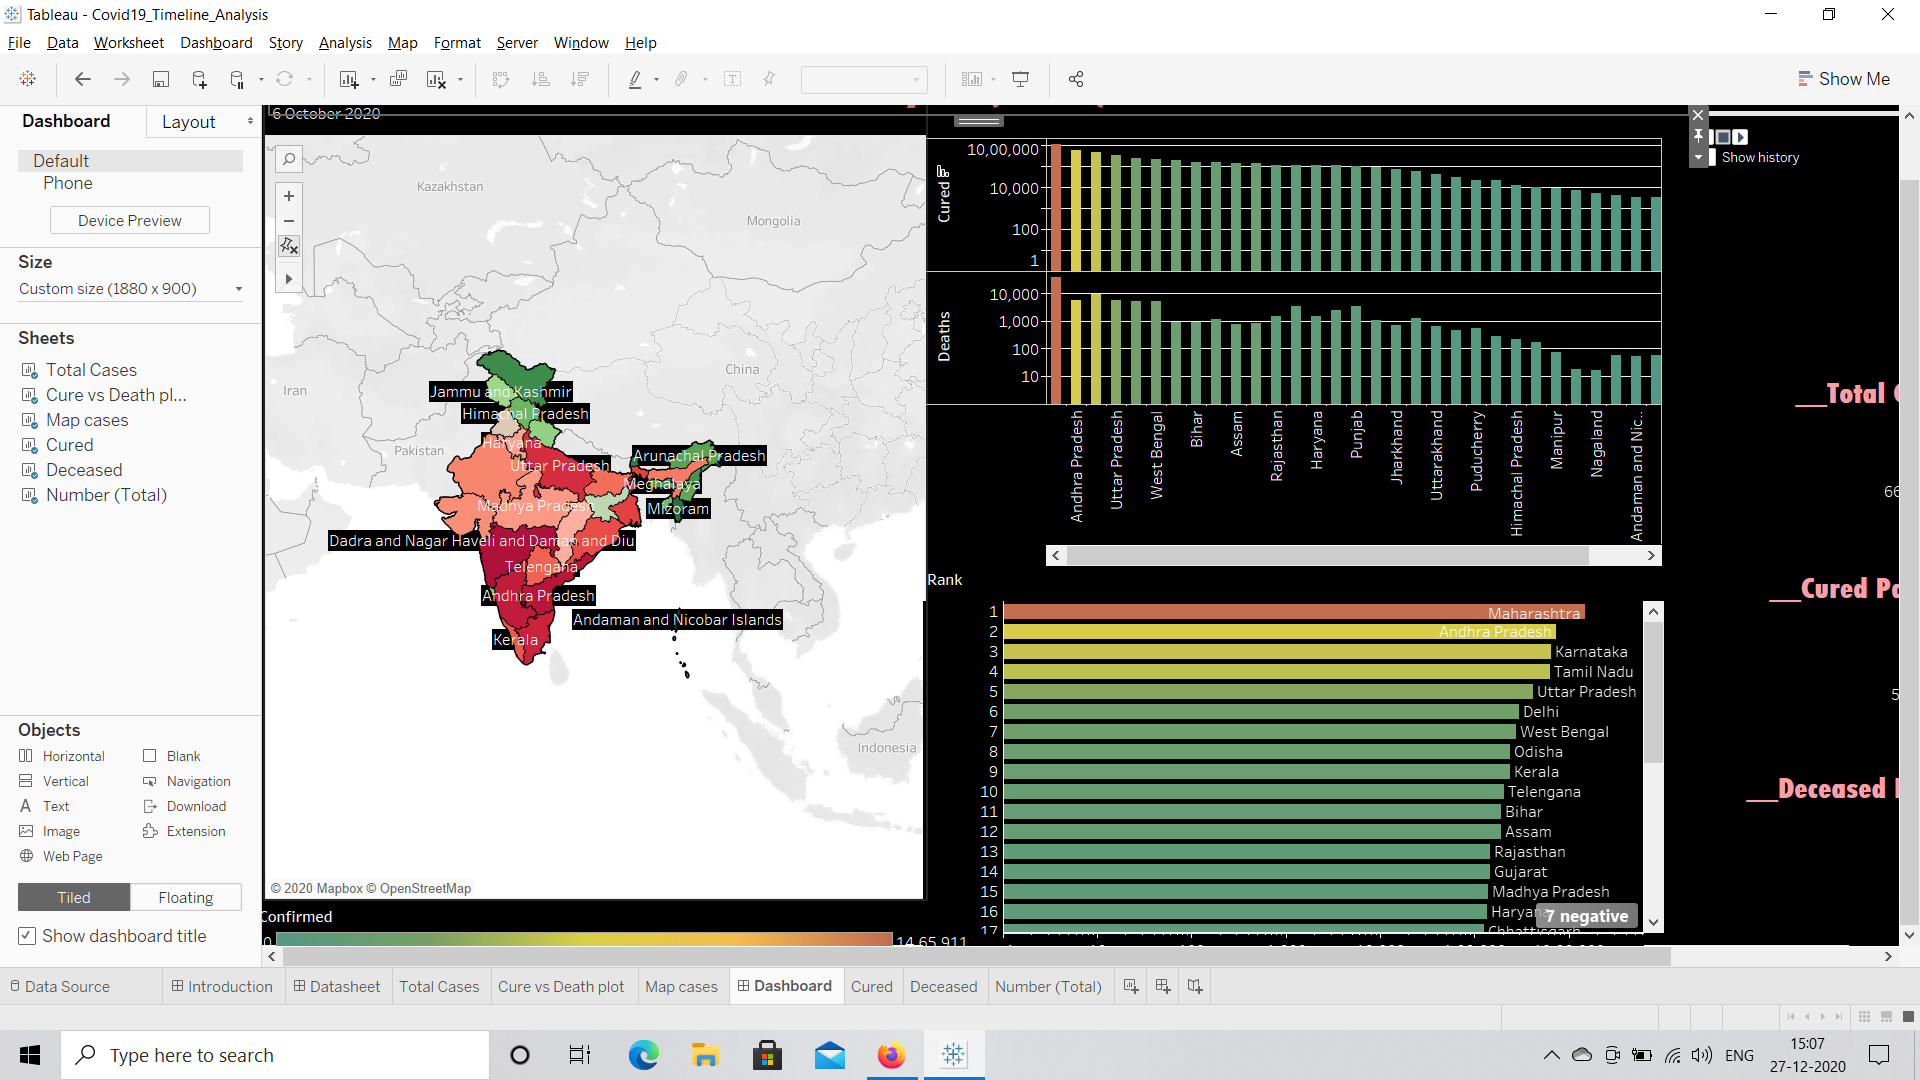 Tableau - Covid19_Timeline_Analysis
File Data Worksheet Dashboard Story Analysis Map Format Server Window Help
Show Me
Dashboard Layout
Default
Phone
Device Preview
Size
Custom size (1880 x 900)
Sheets
Total Cases
Cure vs Death pl...
Map cases
Cured
Deceased
Number (Total)
Objects
Horizontal Blank
Vertical Navigation
Text Download
Image Extension
Web Page
Tiled Floating
Show dashboard title
6 October 2020
Kazakhstan
Mongolia
China
Iran
Pakistan
Indonesia
Jammu and Kashmir
Himachal Pradesh
Haryana
Uttar Pradesh
Arunachal Pradesh
Meghalaya
Madhya Pradesh
Mizoram
Dadra and Nagar Haveli and Daman and Diu
Telengana
Andhra Pradesh
Andaman and Nicobar Islands
Kerala
© 2020 Mapbox © OpenStreetMap
Confirmed
0 14,65,911
Cured
10,00,000
10,000
100
1
Deaths
10,000
1,000
100
10
Andhra Pradesh
Uttar Pradesh
West Bengal
Bihar
Assam
Rajasthan
Haryana
Punjab
Jharkhand
Uttarakhand
Puducherry
Himachal Pradesh
Manipur
Nagaland
Andaman and Nic..
Rank
1 Maharashtra
2 Andhra Pradesh
3 Karnataka
4 Tamil Nadu
5 Uttar Pradesh
6 Delhi
7 West Bengal
8 Odisha
9 Kerala
10 Telengana
11 Bihar
12 Assam
13 Rajasthan
14 Gujarat
15 Madhya Pradesh
16 Haryana
17 Chhattisgarh
7 negative
Show history
__Total
66
__Cured Pa
5
__Deceased
Data Source Introduction Datasheet Total Cases Cure vs Death plot Map cases Dashboard Cured Deceased Number (Total)
Type here to search
ENG
15:07
27-12-2020